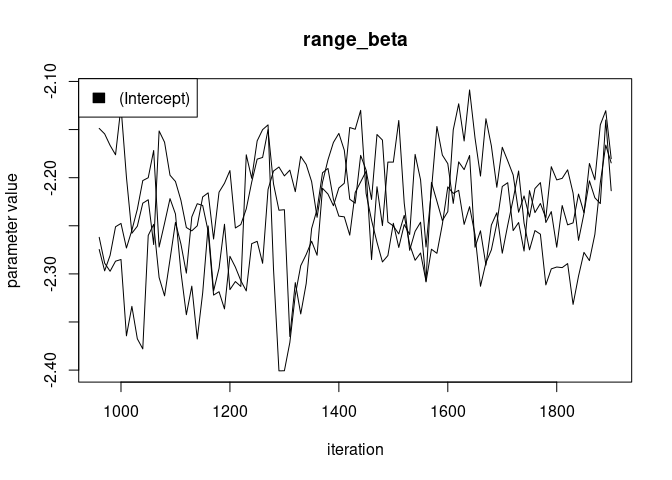 range_beta
(Intercept)
parameter value
-2.10
-2.20
-2.30
-2.40
1000 1200 1400 1600 1800
iteration